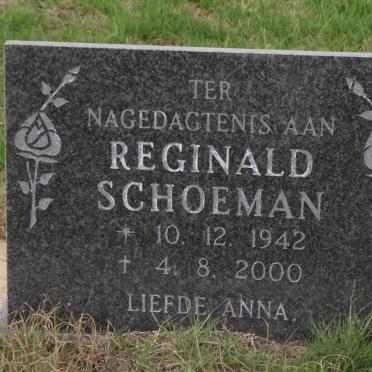 TER
NAGEDAGTENIS AAN
REGINALD
SCHOEMAN
* 10. 12. 1942
† 4. 8. 2000
LIEFDE ANNA.